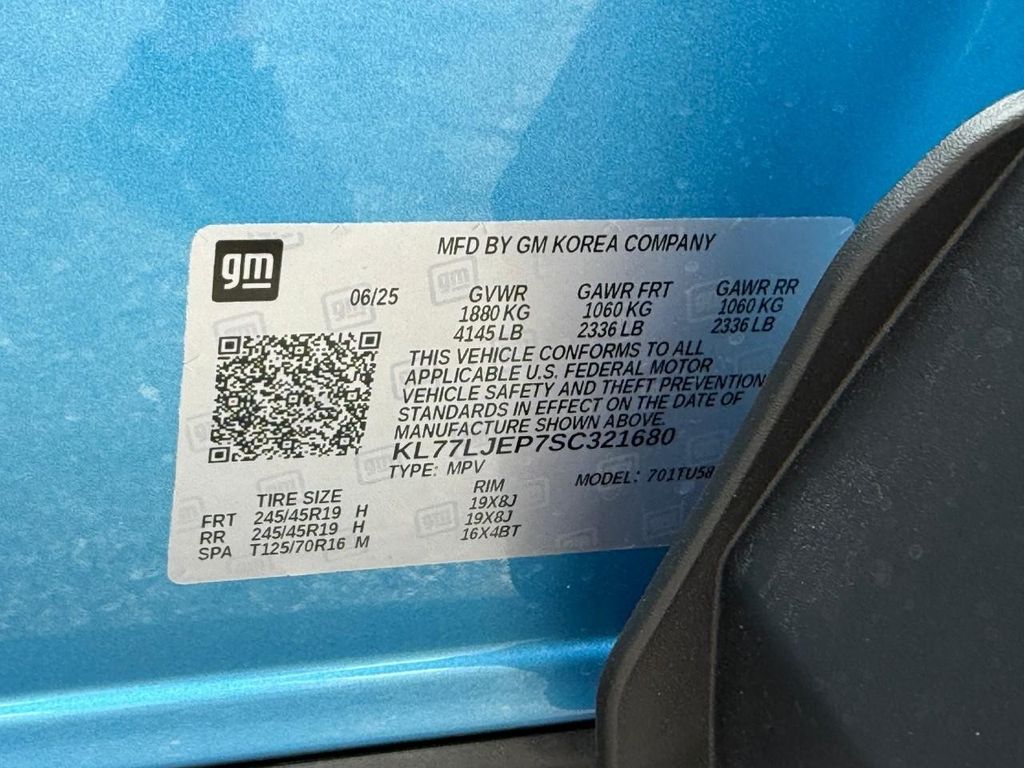 gm
MFD BY GM KOREA COMPANY
06/25
GVWR GAWR FRT GAWR RR
1880 KG 1060 KG 1060 KG
4145 LB 2336 LB 2336 LB
THIS VEHICLE CONFORMS TO ALL
APPLICABLE U.S. FEDERAL MOTOR
VEHICLE SAFETY AND THEFT PREVENTION
STANDARDS IN EFFECT ON THE DATE OF
MANUFACTURE SHOWN ABOVE.
KL77LJEP7SC321680
TYPE: MPV MODEL: 701TU58
TIRE SIZE RIM
FRT 245/45R19 H 19X8J
RR 245/45R19 H 19X8J
SPA T125/70R16 M 16X4BT